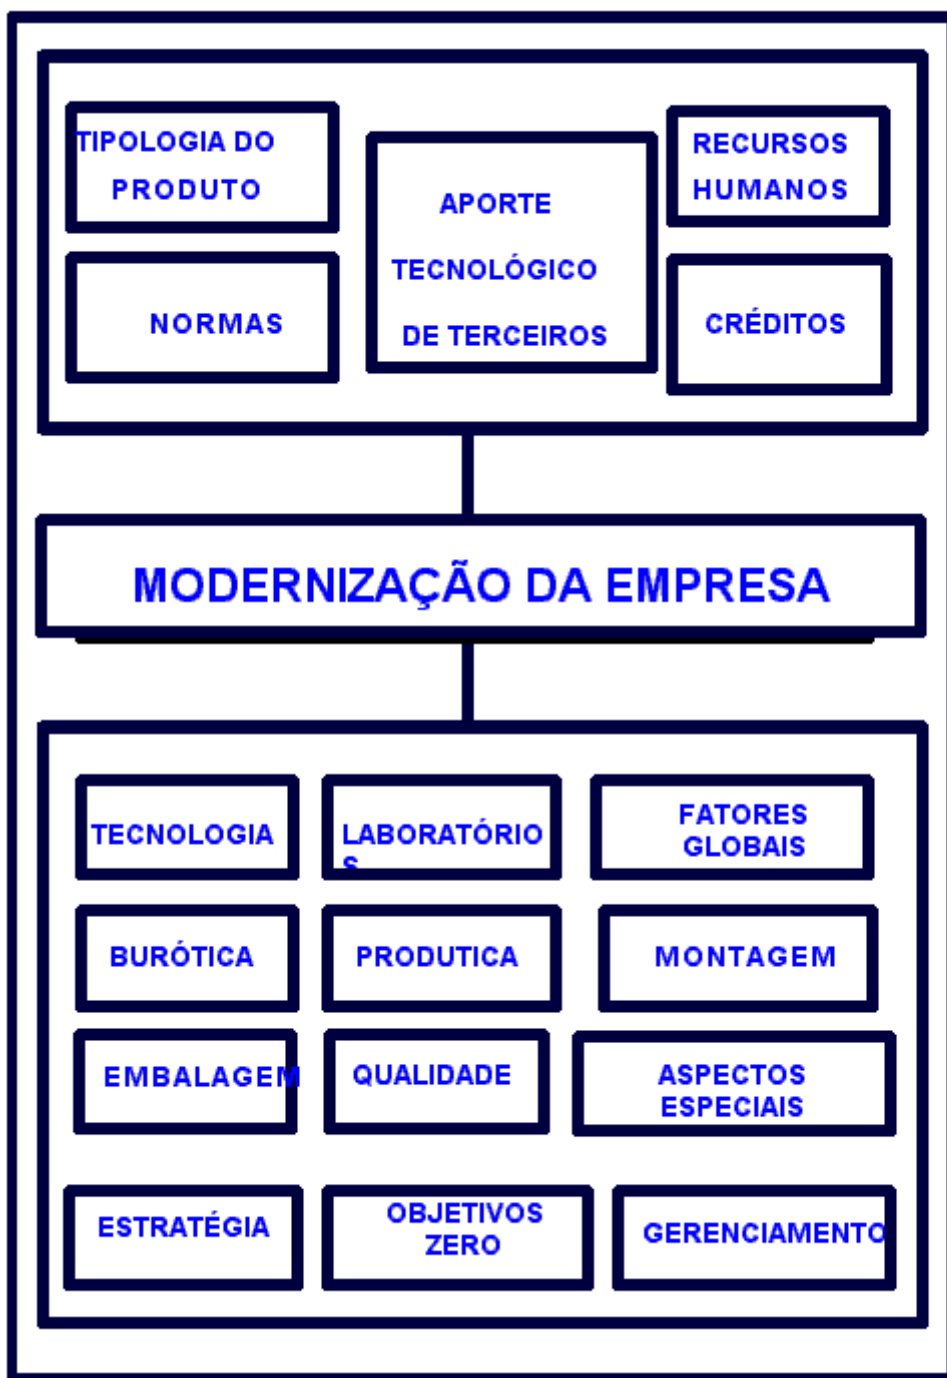 TIPOLOGIA DO
PRODUTO
NORMAS
APORTE
TECNOLÓGICO
DE TERCEIROS
RECURSOS
HUMANOS
CRÉDITOS
MODERNIZAÇÃO DA EMPRESA
TECNOLOGIA
LABORATÓRIO
S
FATORES
GLOBAIS
BURÓTICA
PRODUTICA
MONTAGEM
EMBALAGEM
QUALIDADE
ASPECTOS
ESPECIAIS
ESTRATÉGIA
OBJETIVOS
ZERO
GERENCIAMENTO